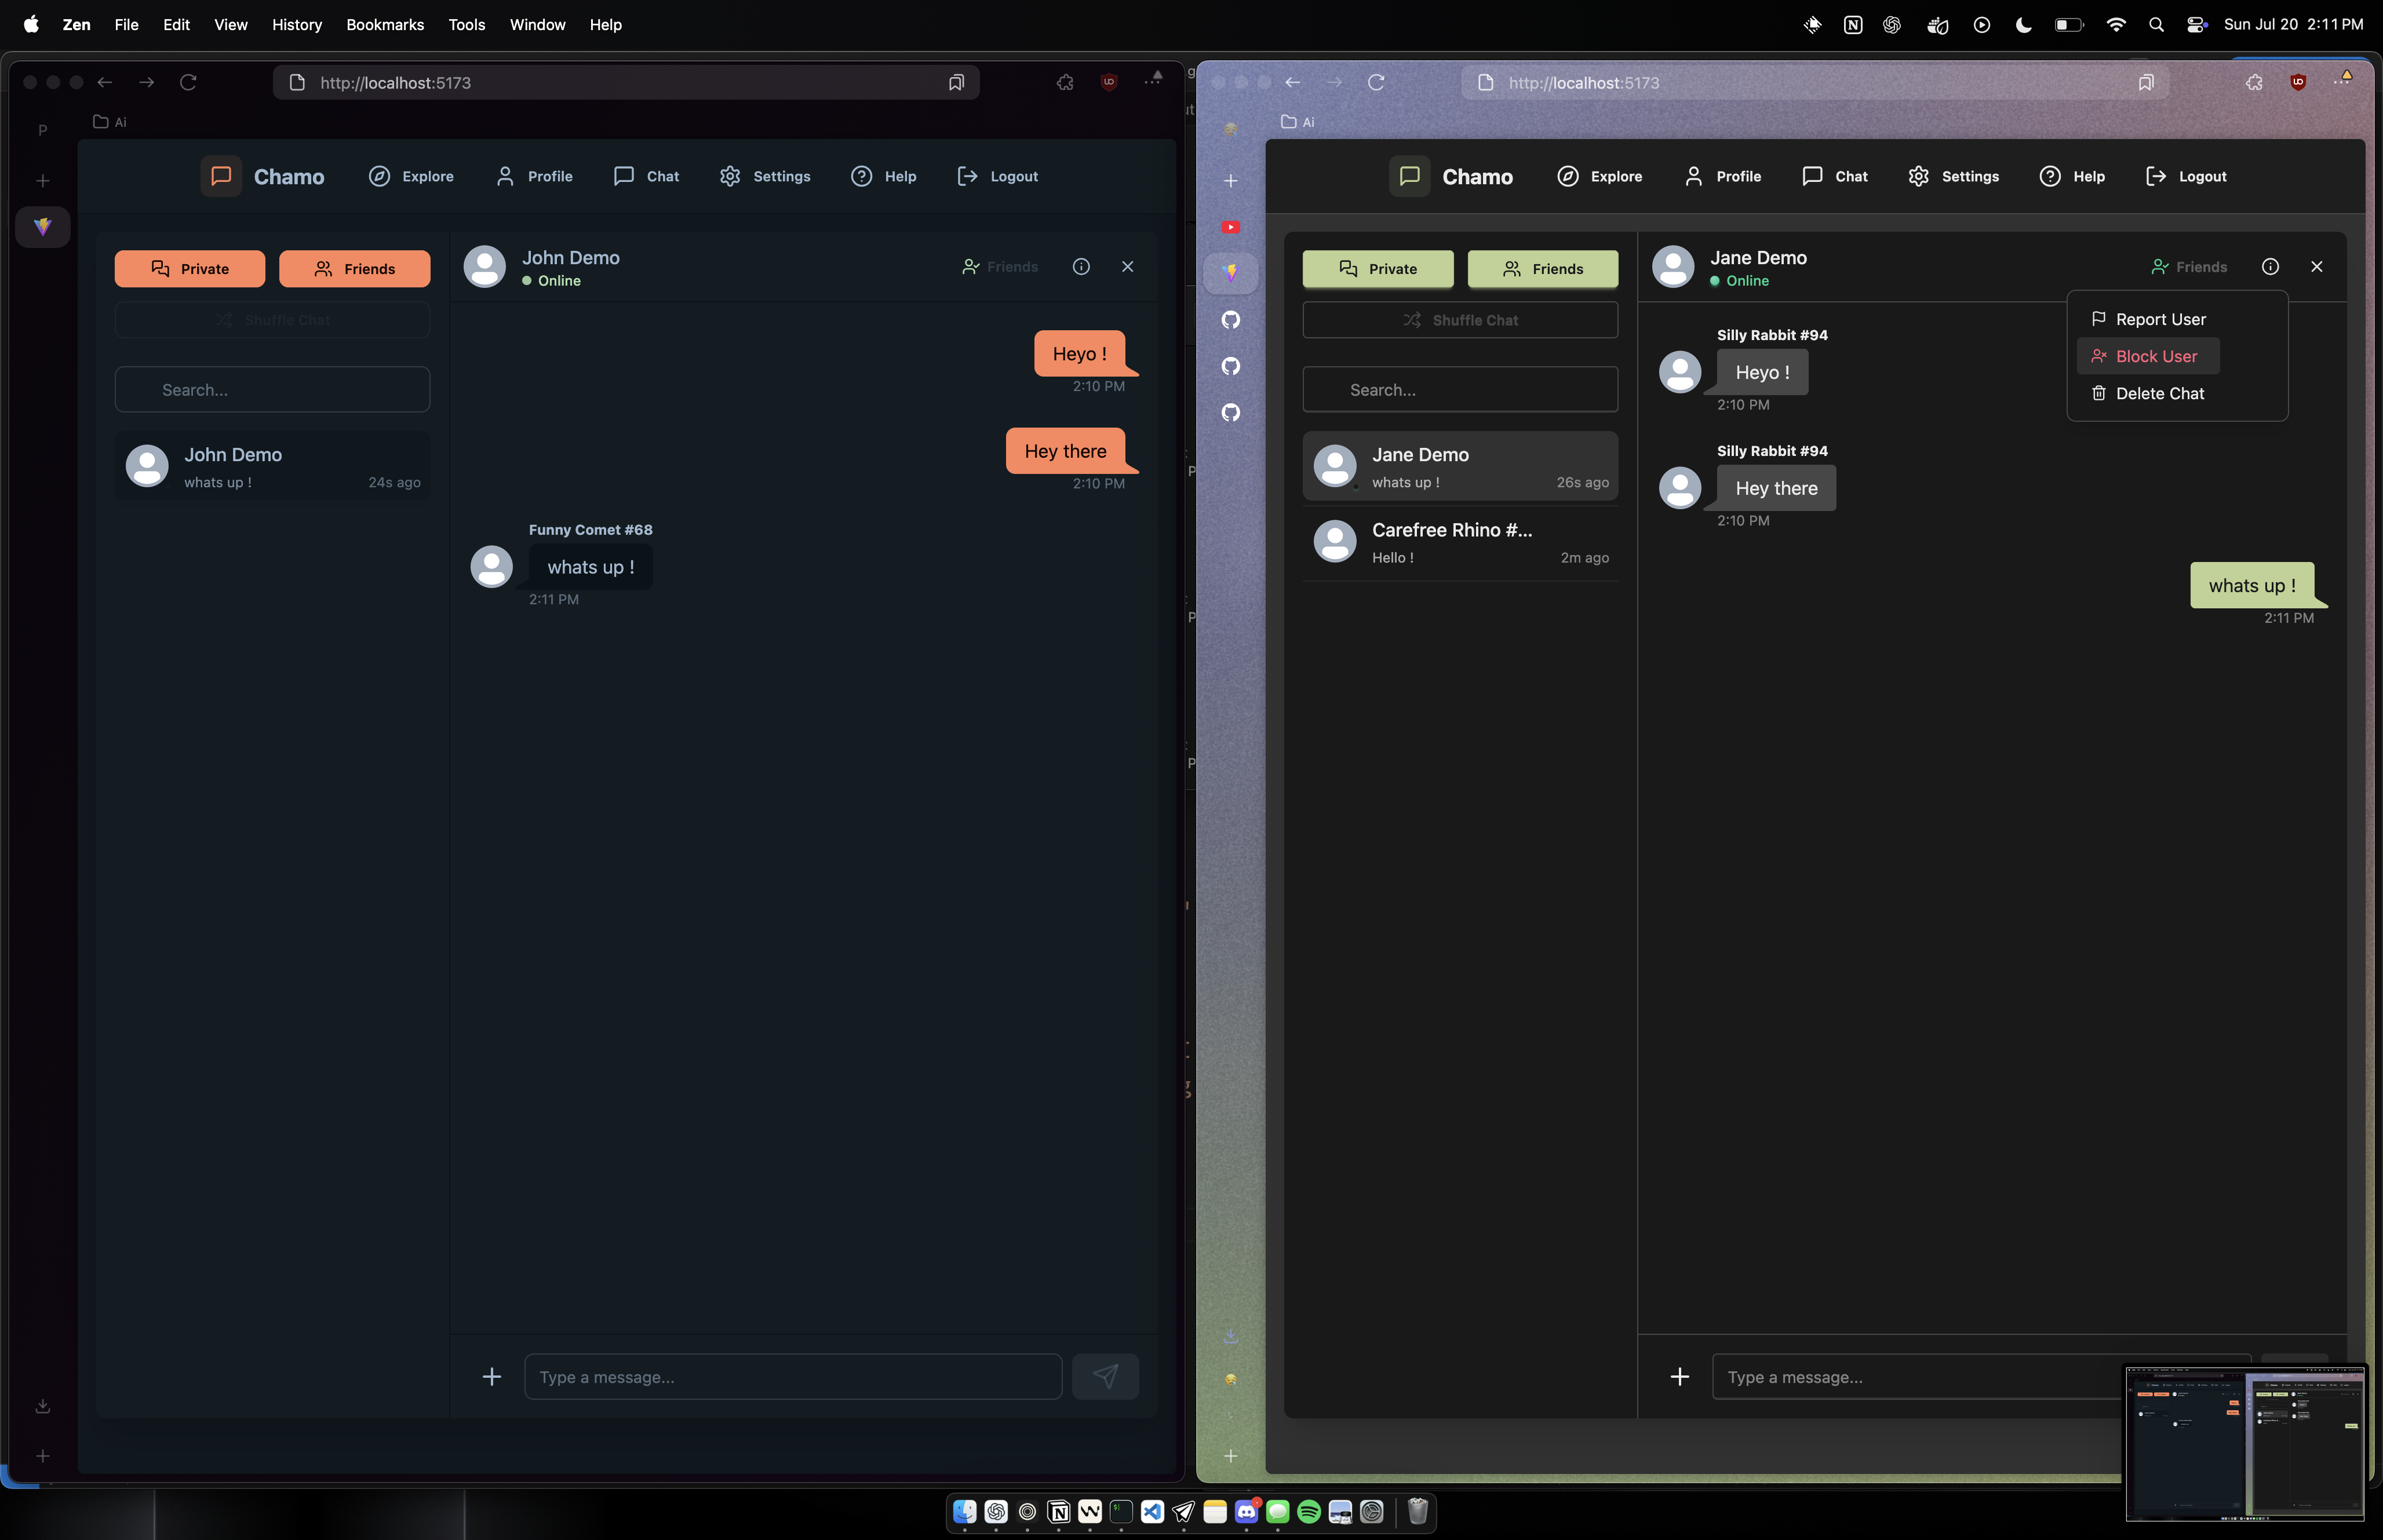 Zen File Edit View History Bookmarks Tools Window Help
Sun Jul 20 2:11 PM
http://localhost:5173
Ai
P
Chamo
Explore
Profile
Chat
Settings
Help
Logout
Private
Friends
Shuffle Chat
Search...
John Demo
whats up !
24s ago
John Demo
Online
Friends
Heyo !
2:10 PM
Hey there
2:10 PM
Funny Comet #68
whats up !
2:11 PM
Type a message...
http://localhost:5173
Ai
Chamo
Explore
Profile
Chat
Settings
Help
Logout
Private
Friends
Shuffle Chat
Search...
Jane Demo
whats up !
26s ago
Carefree Rhino #...
Hello !
2m ago
Jane Demo
Online
Friends
Report User
Block User
Delete Chat
Silly Rabbit #94
Heyo !
2:10 PM
Silly Rabbit #94
Hey there
2:10 PM
whats up !
2:11 PM
Type a message...